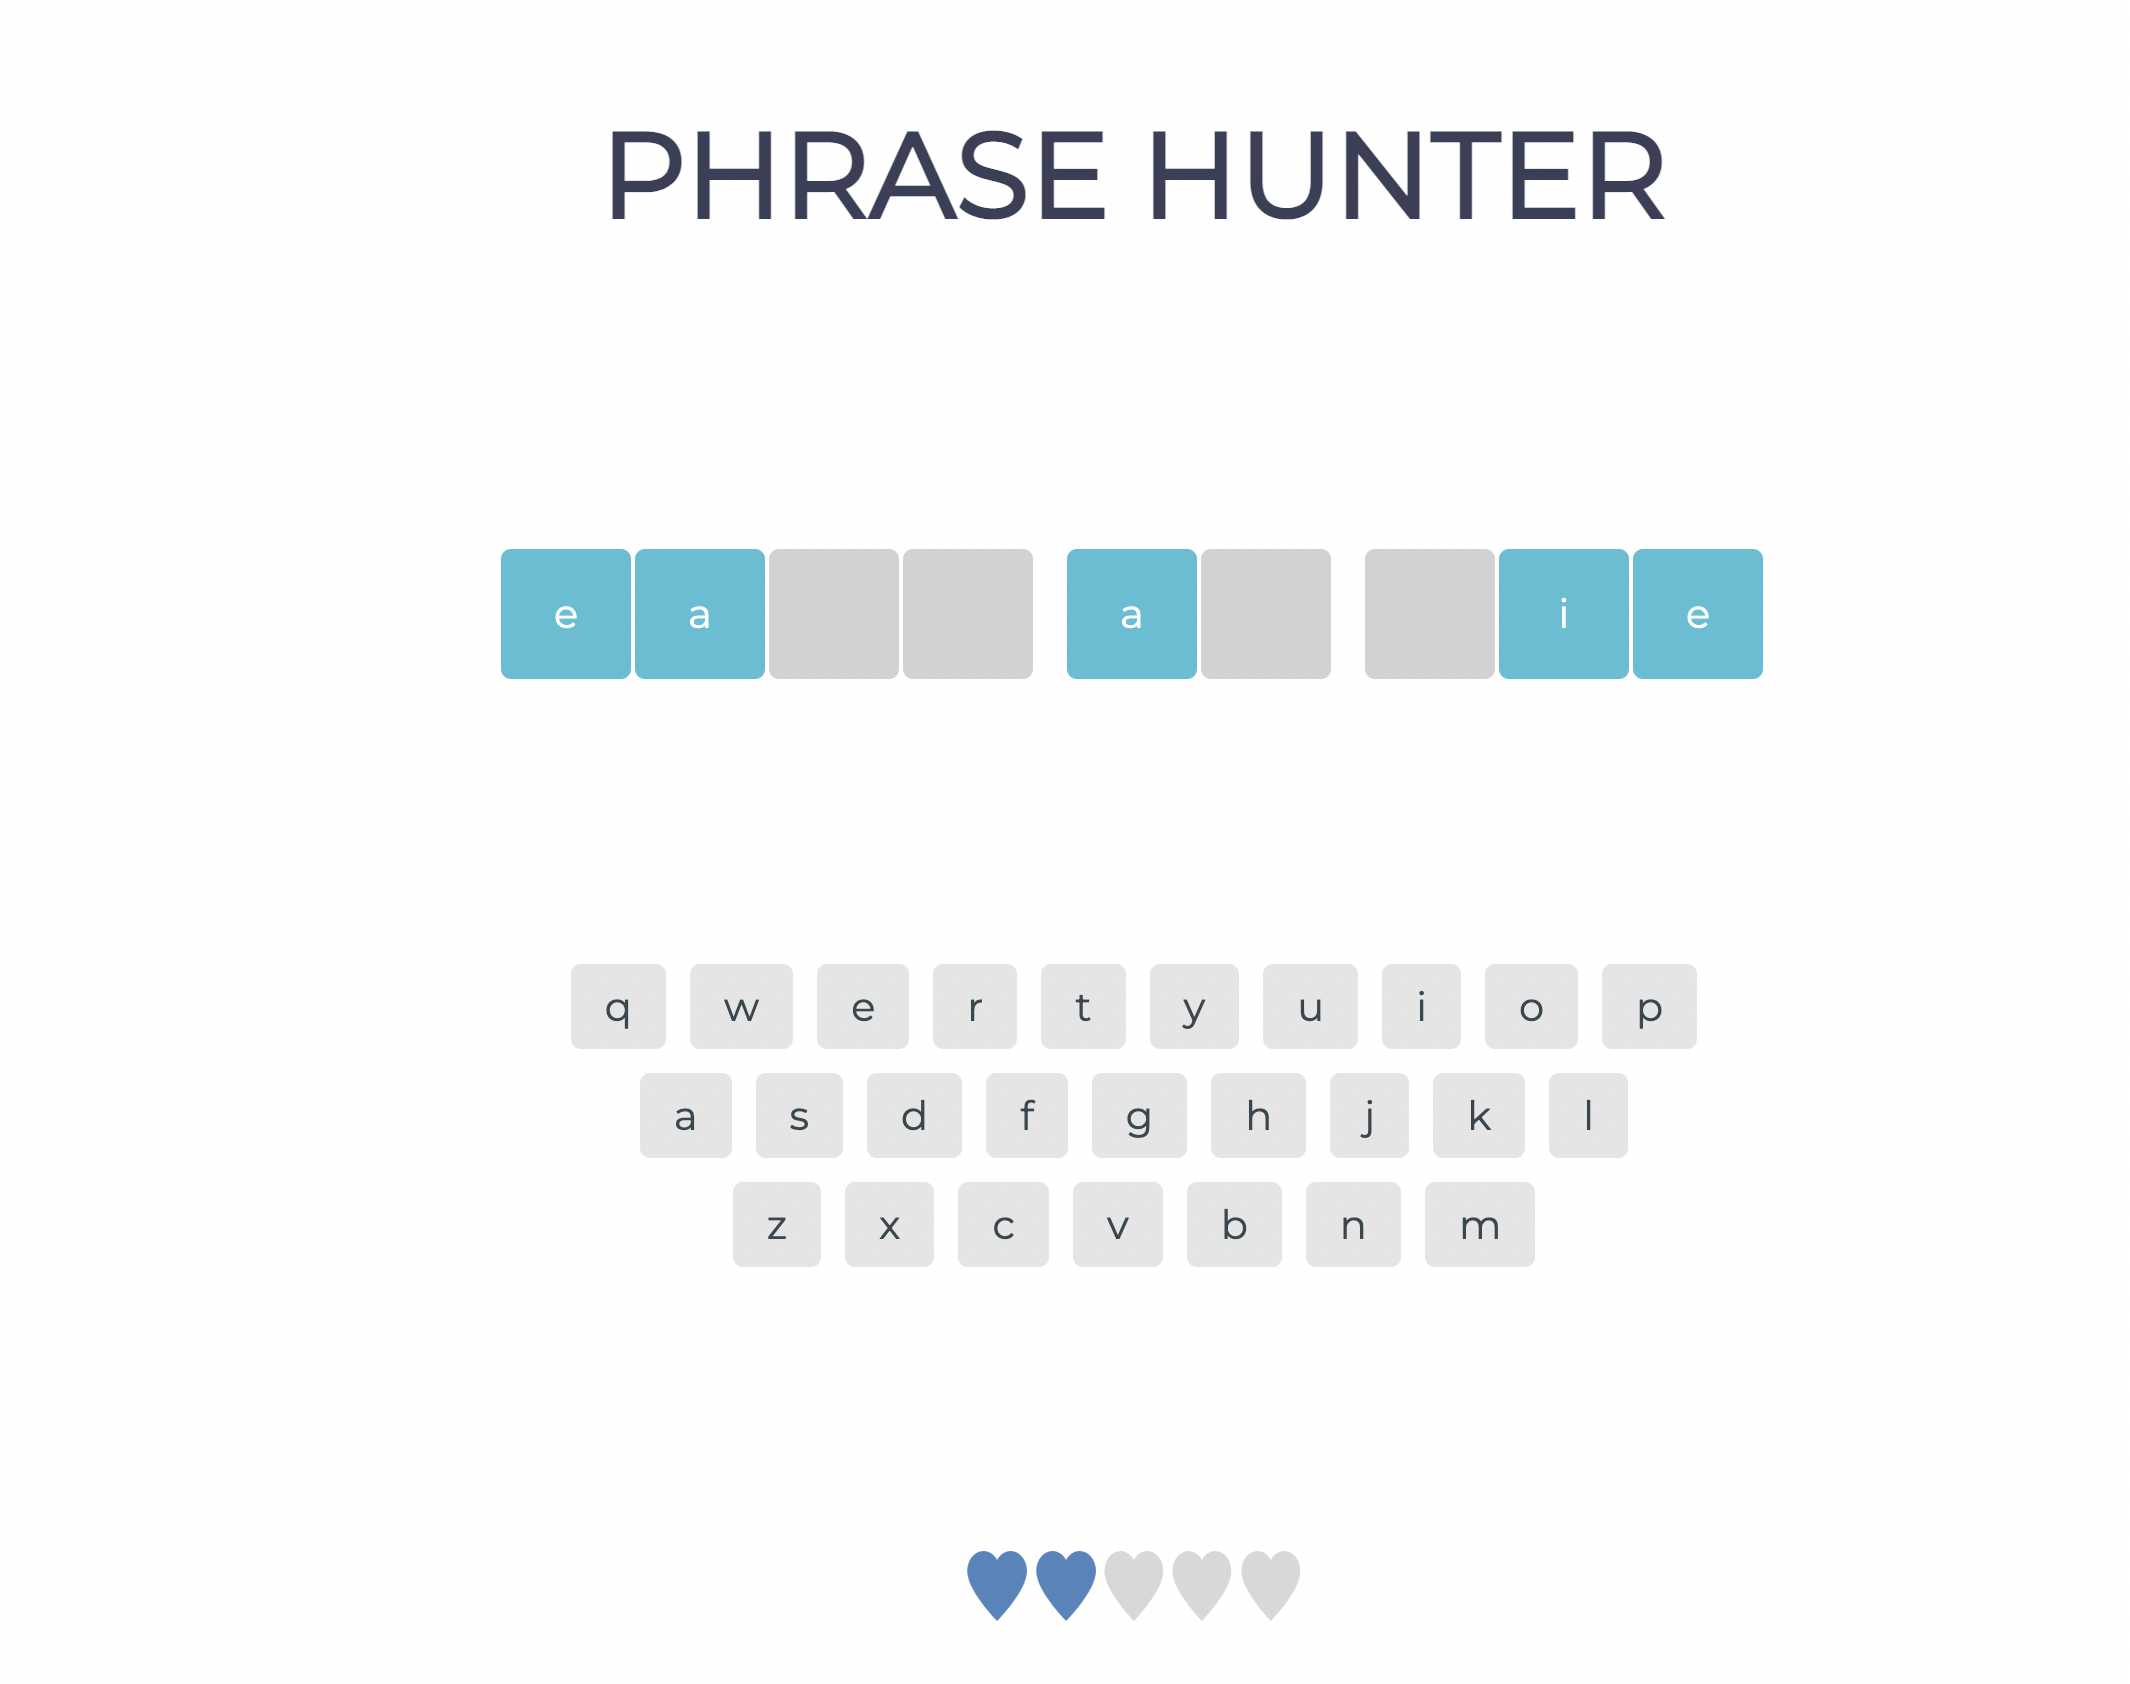 PHRASE HUNTER
e a a i e
q w e r t y u i o p
a s d f g h j k l
z x c v b n m